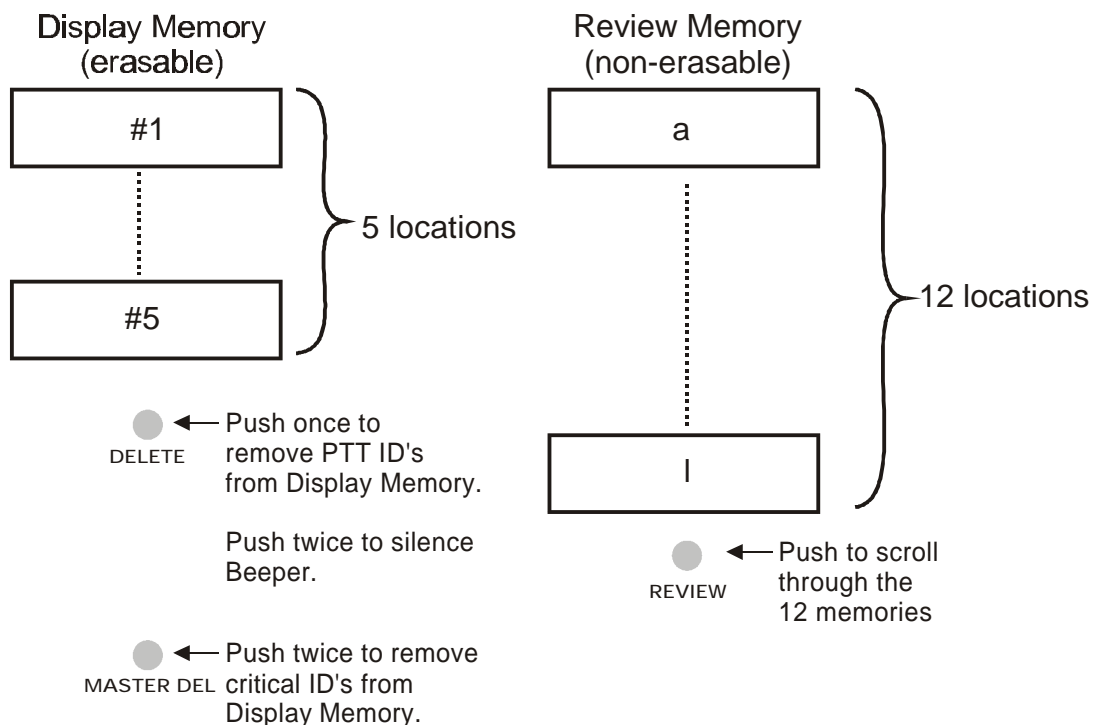 Display Memory
(erasable)
#1
#5
5 locations
DELETE
Push once to
remove PTT ID's
from Display Memory.
Push twice to silence
Beeper.
MASTER DEL
Push twice to remove
critical ID's from
Display Memory.
Review Memory
(non-erasable)
a
l
12 locations
REVIEW
Push to scroll
through the
12 memories